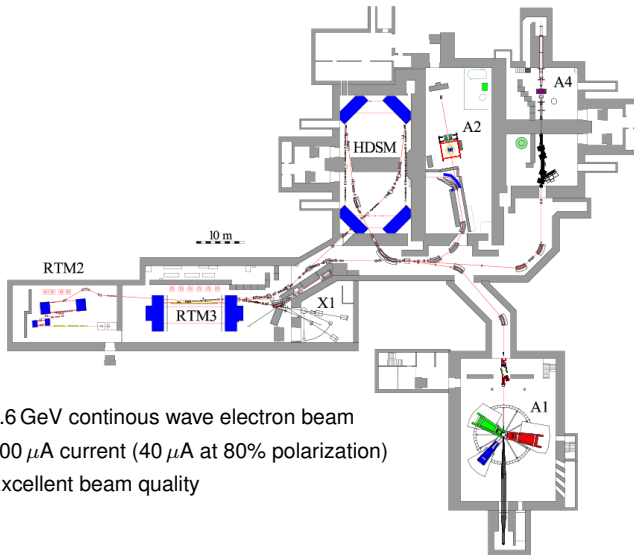 A4
A2
HDSM
10 m
RTM2
RTM3
X1
A1
.6 GeV continous wave electron beam
00 μA current (40 μA at 80% polarization)
xcellent beam quality